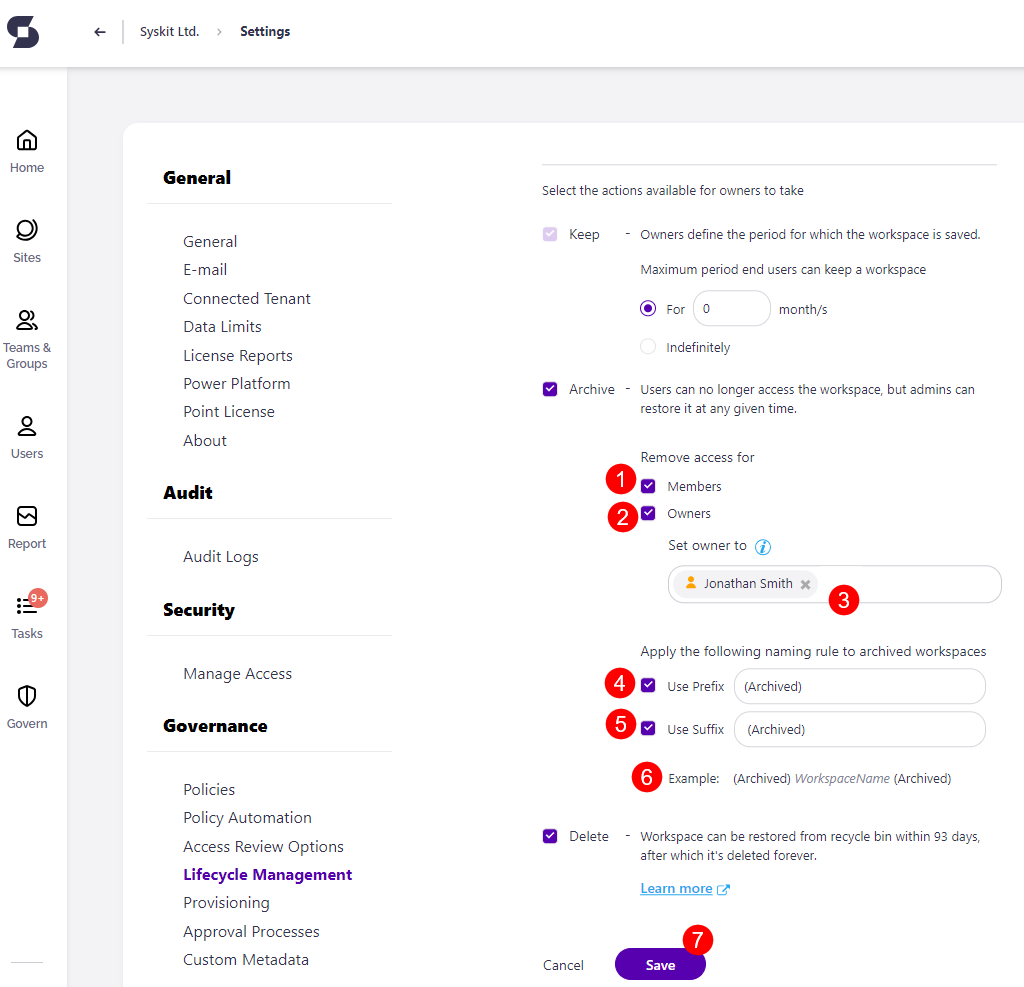 Syskit Ltd. > Settings
Home
Sites
Teams &
Groups
Users
Report
9+
Tasks
Govern
General
General
E-mail
Connected Tenant
Data Limits
License Reports
Power Platform
Point License
About
Audit
Audit Logs
Security
Manage Access
Governance
Policies
Policy Automation
Access Review Options
Lifecycle Management
Provisioning
Approval Processes
Custom Metadata
Select the actions available for owners to take
Keep - Owners define the period for which the workspace is saved.
Maximum period end users can keep a workspace
For 0 month/s
Indefinitely
Archive - Users can no longer access the workspace, but admins can
restore it at any given time.
Remove access for
1 Members
2 Owners
Set owner to i
Jonathan Smith 3
Apply the following naming rule to archived workspaces
4 Use Prefix (Archived)
5 Use Suffix (Archived)
6 Example: (Archived) WorkspaceName (Archived)
Delete - Workspace can be restored from recycle bin within 93 days,
after which it's deleted forever.
Learn more
7
Cancel Save